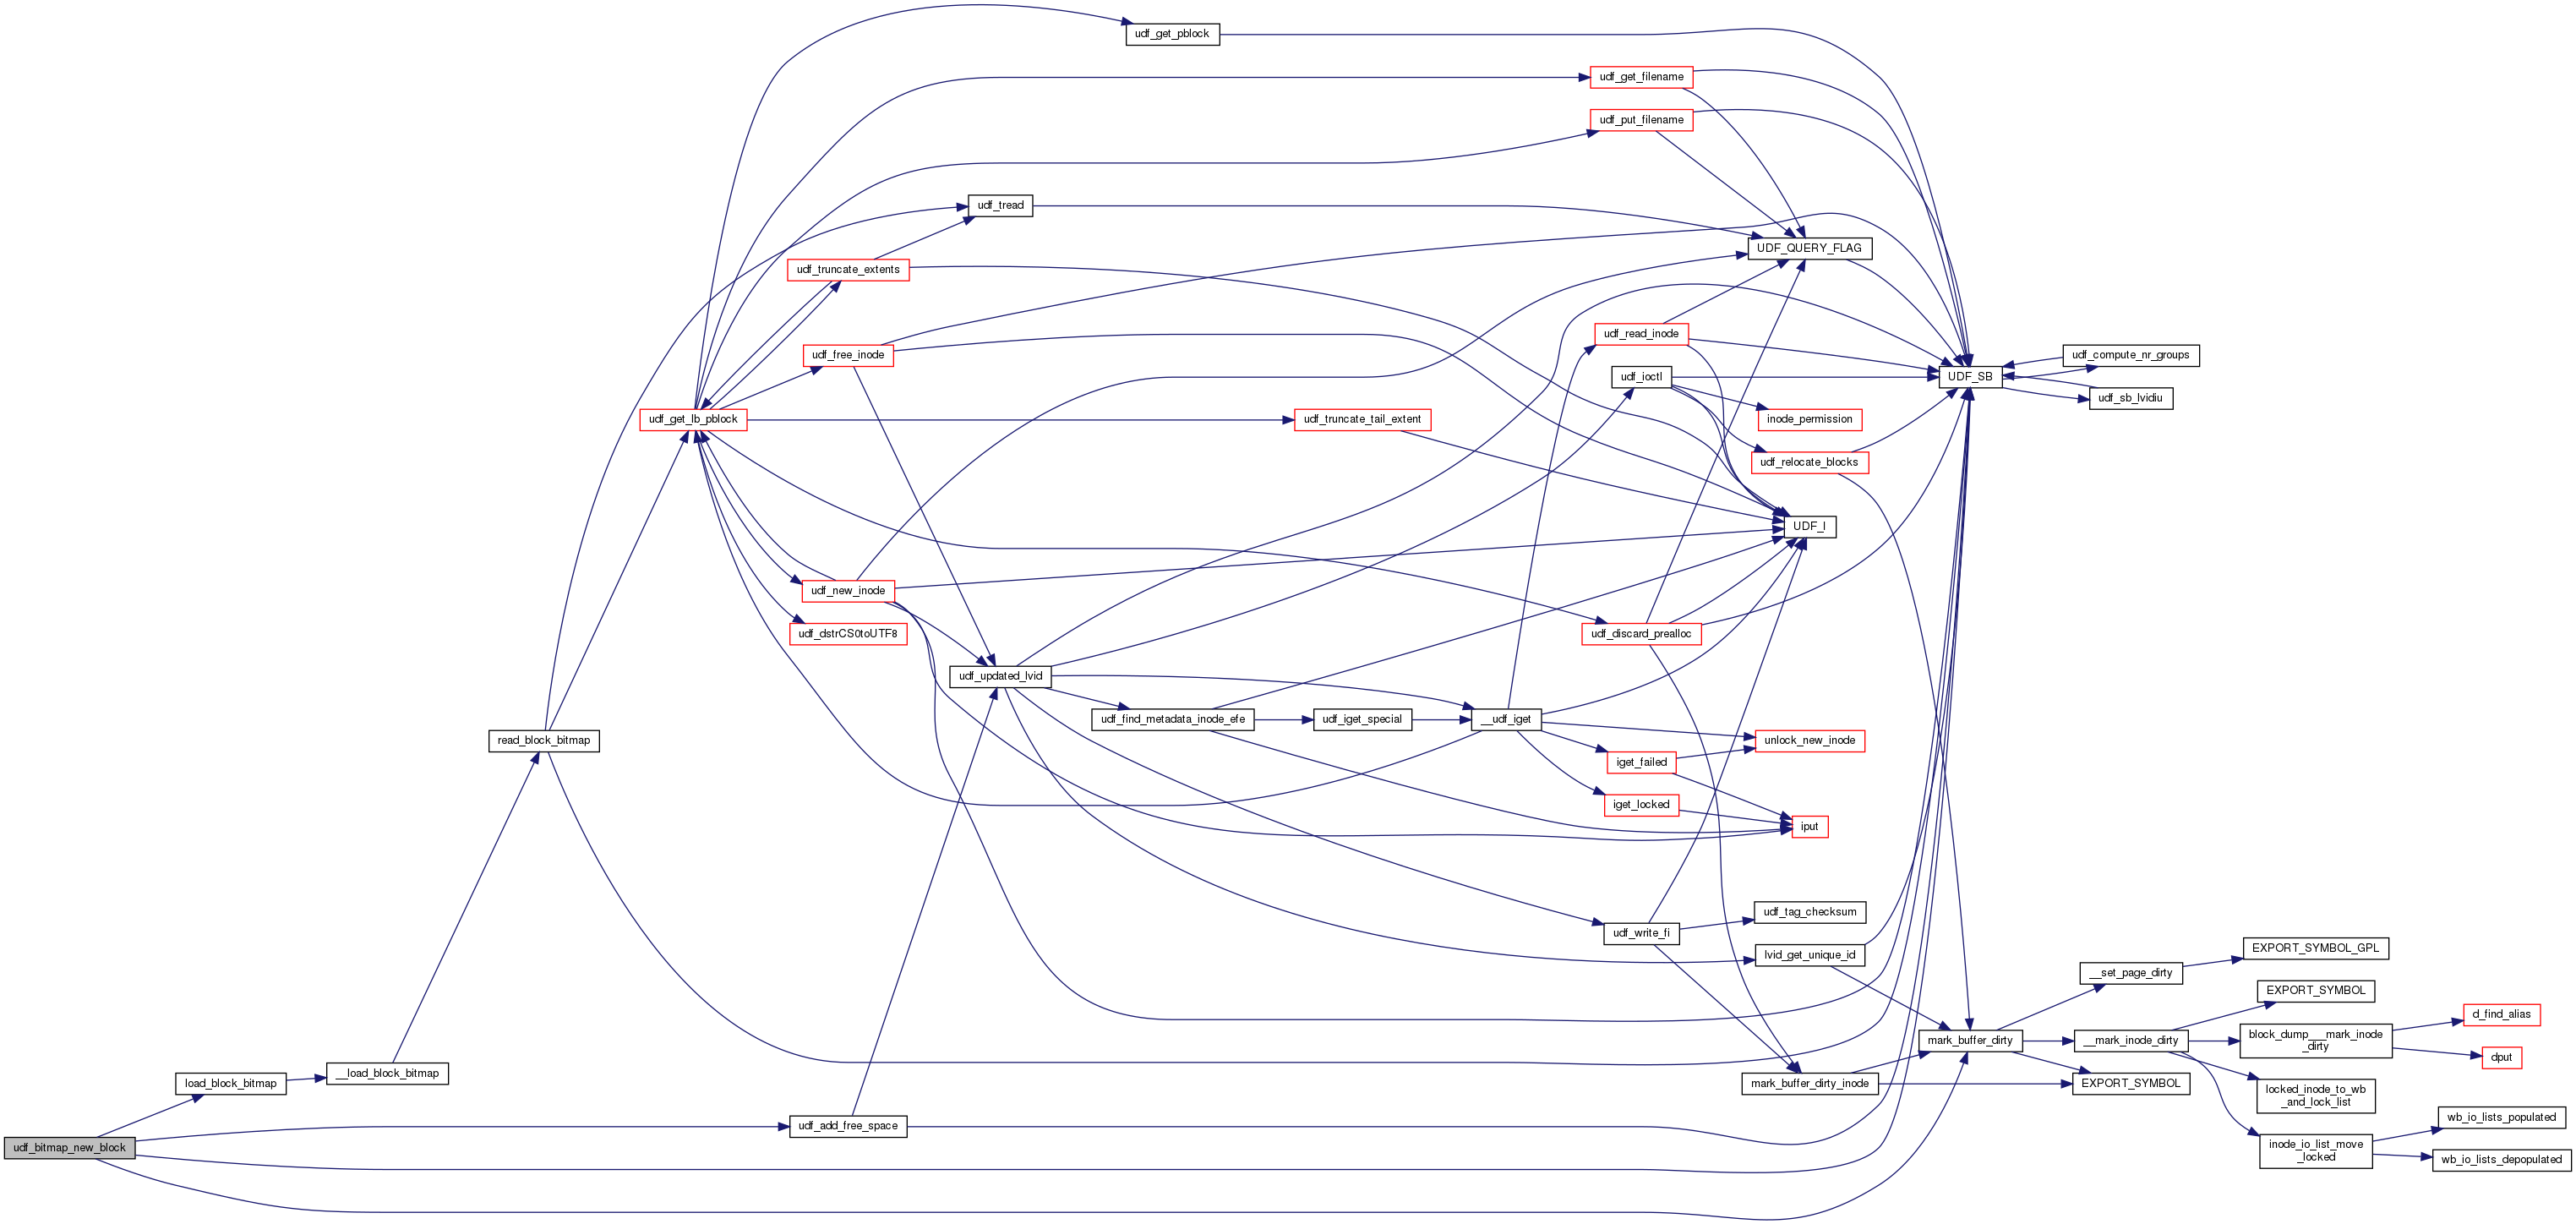 udf_get_pblock
udf_get_filename
udf_put_filename
udf_tread
UDF_QUERY_FLAG
udf_truncate_extents
udf_read_inode
udf_free_inode
udf_compute_nr_groups
udf_ioctl
UDF_SB
udf_sb_lvidiu
udf_get_lb_pblock
udf_truncate_tail_extent
inode_permission
udf_relocate_blocks
UDF_I
udf_new_inode
udf_dstrCS0toUTF8
udf_discard_prealloc
udf_updated_lvid
udf_find_metadata_inode_efe
udf_iget_special
__udf_iget
read_block_bitmap
unlock_new_inode
iget_failed
iget_locked
iput
udf_tag_checksum
udf_write_fi
lvid_get_unique_id
EXPORT_SYMBOL_GPL
__set_page_dirty
EXPORT_SYMBOL
d_find_alias
mark_buffer_dirty
__mark_inode_dirty
block_dump___mark_inode
_dirty
dput
__load_block_bitmap
load_block_bitmap
mark_buffer_dirty_inode
EXPORT_SYMBOL
locked_inode_to_wb
_and_lock_list
wb_io_lists_populated
udf_add_free_space
udf_bitmap_new_block
inode_io_list_move
_locked
wb_io_lists_depopulated